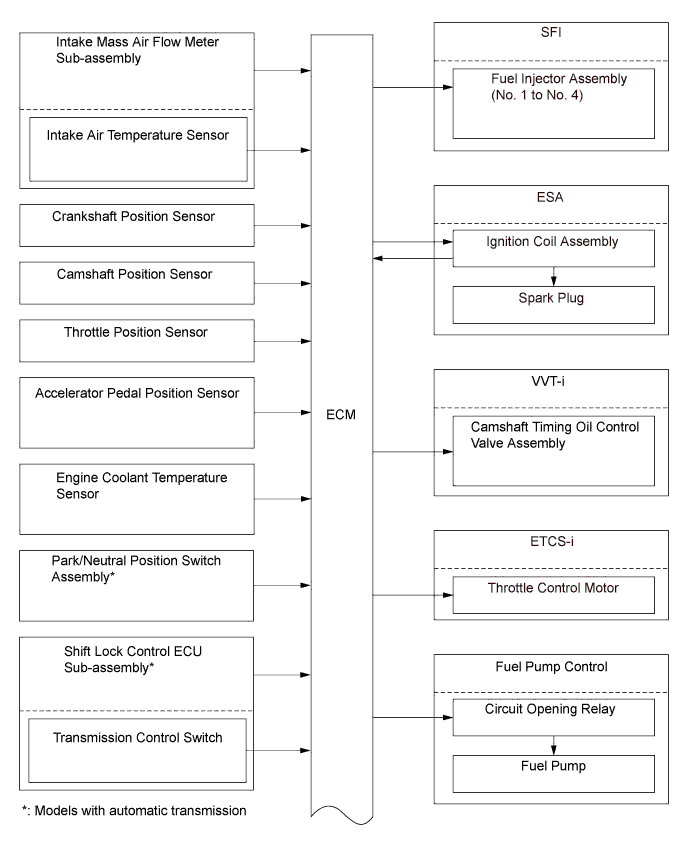 Intake Mass Air Flow Meter
Sub-assembly
Intake Air Temperature Sensor
Crankshaft Position Sensor
Camshaft Position Sensor
Throttle Position Sensor
Accelerator Pedal Position Sensor
Engine Coolant Temperature
Sensor
Park/Neutral Position Switch
Assembly*
Shift Lock Control ECU
Sub-assembly*
Transmission Control Switch
*: Models with automatic transmission
ECM
SFI
Fuel Injector Assembly
(No. 1 to No. 4)
ESA
Ignition Coil Assembly
Spark Plug
VVT-i
Camshaft Timing Oil Control
Valve Assembly
ETCS-i
Throttle Control Motor
Fuel Pump Control
Circuit Opening Relay
Fuel Pump